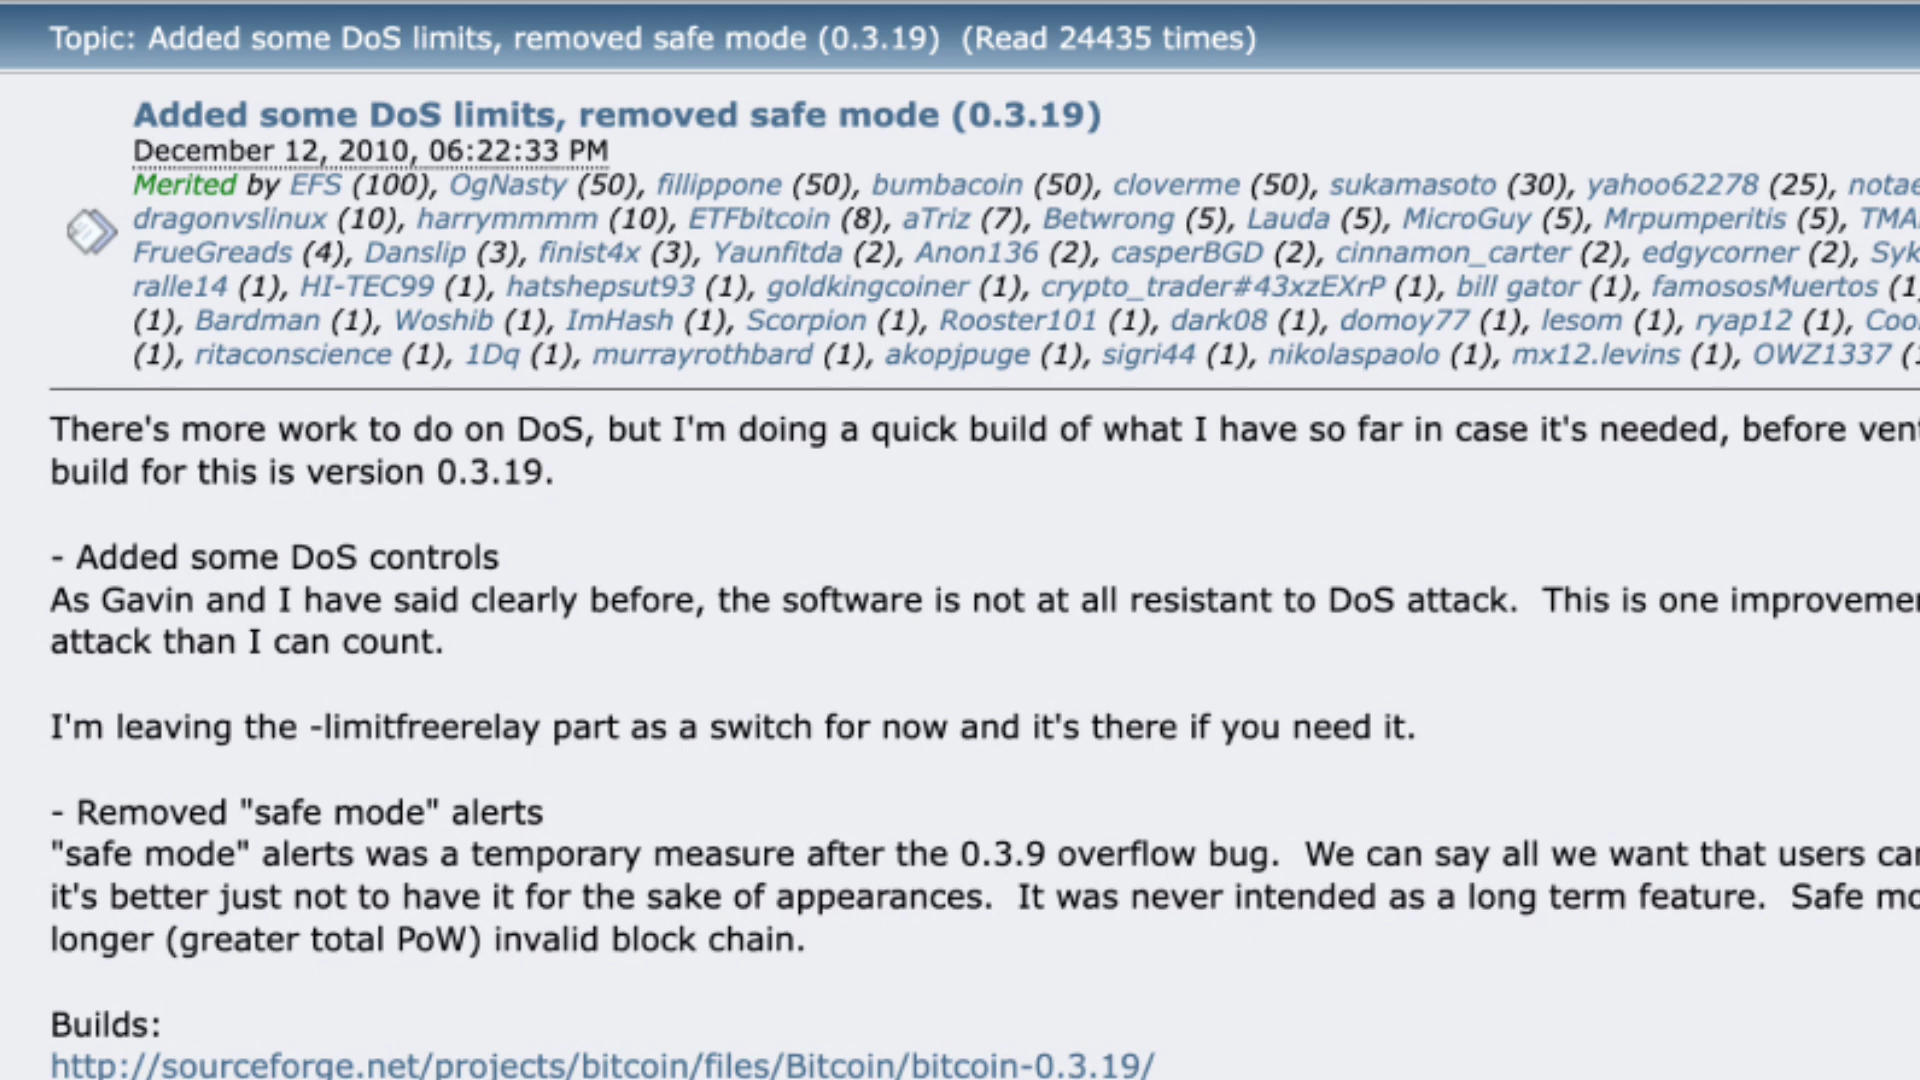 Topic: Added some DoS limits, removed safe mode (0.3.19)  (Read 24435 times)
Added some DoS limits, removed safe mode (0.3.19)
December 12, 2010, 06:22:33 PM
Merited by EFS (100), OgNasty (50), fillippone (50), bumbacoin (50), cloverme (50), sukamasoto (30), yahoo62278 (25),
dragonvslinux (10), harrymmmm (10), ETFbitcoin (8), aTriz (7), Betwrong (5), Lauda (5), MicroGuy (5), Mrpumperitis (5),
FrueGreads (4), Danslip (3), finist4x (3), Yaunfitda (2), Anon136 (2), casperBGD (2), cinnamon_carter (2), edgycorner (2),
ralle14 (1), HI-TEC99 (1), hatshepsut93 (1), goldkingcoiner (1), crypto_trader#43xzEXrP (1), bill gator (1), famososMuertos (1
(1), Bardman (1), Woshib (1), ImHash (1), Scorpion (1), Rooster101 (1), dark08 (1), domoy77 (1), lesom (1), ryap12 (1),
(1), ritaconscience (1), 1Dq (1), murrayrothbard (1), akopjpuge (1), sigri44 (1), nikolaspaolo (1), mx12.levins (1), OWZ1337
There's more work to do on DoS, but I'm doing a quick build of what I have so far in case it's needed, before
build for this is version 0.3.19.
- Added some DoS controls
As Gavin and I have said clearly before, the software is not at all resistant to DoS attack.  This is one
attack than I can count.
I'm leaving the -limitfreerelay part as a switch for now and it's there if you need it.
- Removed "safe mode" alerts
"safe mode" alerts was a temporary measure after the 0.3.9 overflow bug.  We can say all we want that users
it's better just not to have it for the sake of appearances.  It was never intended as a long term feature.  Safe
longer (greater total PoW) invalid block chain.
Builds:
http://sourceforge.net/projects/bitcoin/files/Bitcoin/bitcoin-0.3.19/